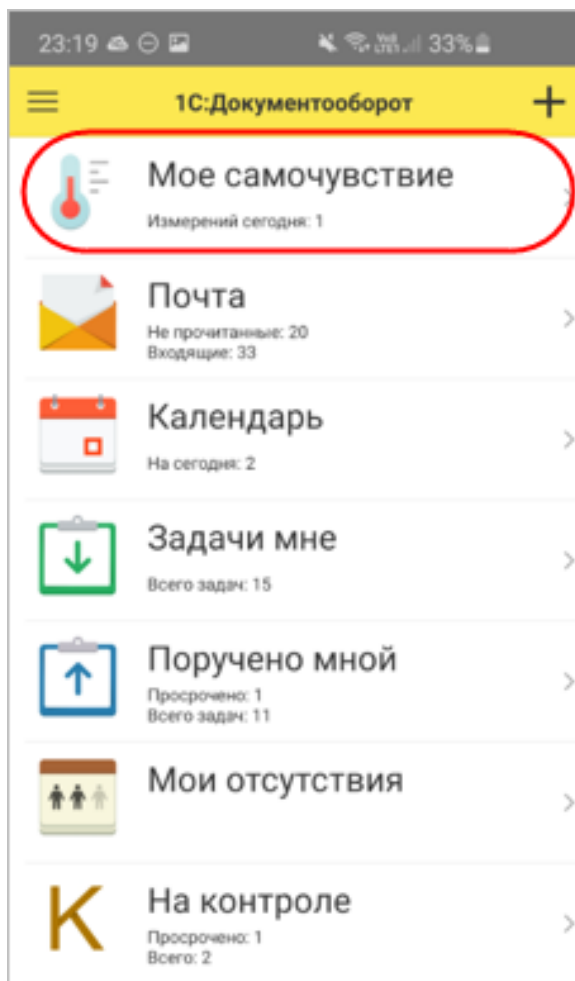 23:19 33%
1С:Документооборот
Мое самочувствие
Измерений сегодня: 1
Почта
Не прочитанные: 20
Входящие: 33
Календарь
На сегодня: 2
Задачи мне
Всего задач: 15
Поручено мной
Просрочено: 1
Всего задач: 11
Мои отсутствия
К
На контроле
Просрочено: 1
Всего: 2